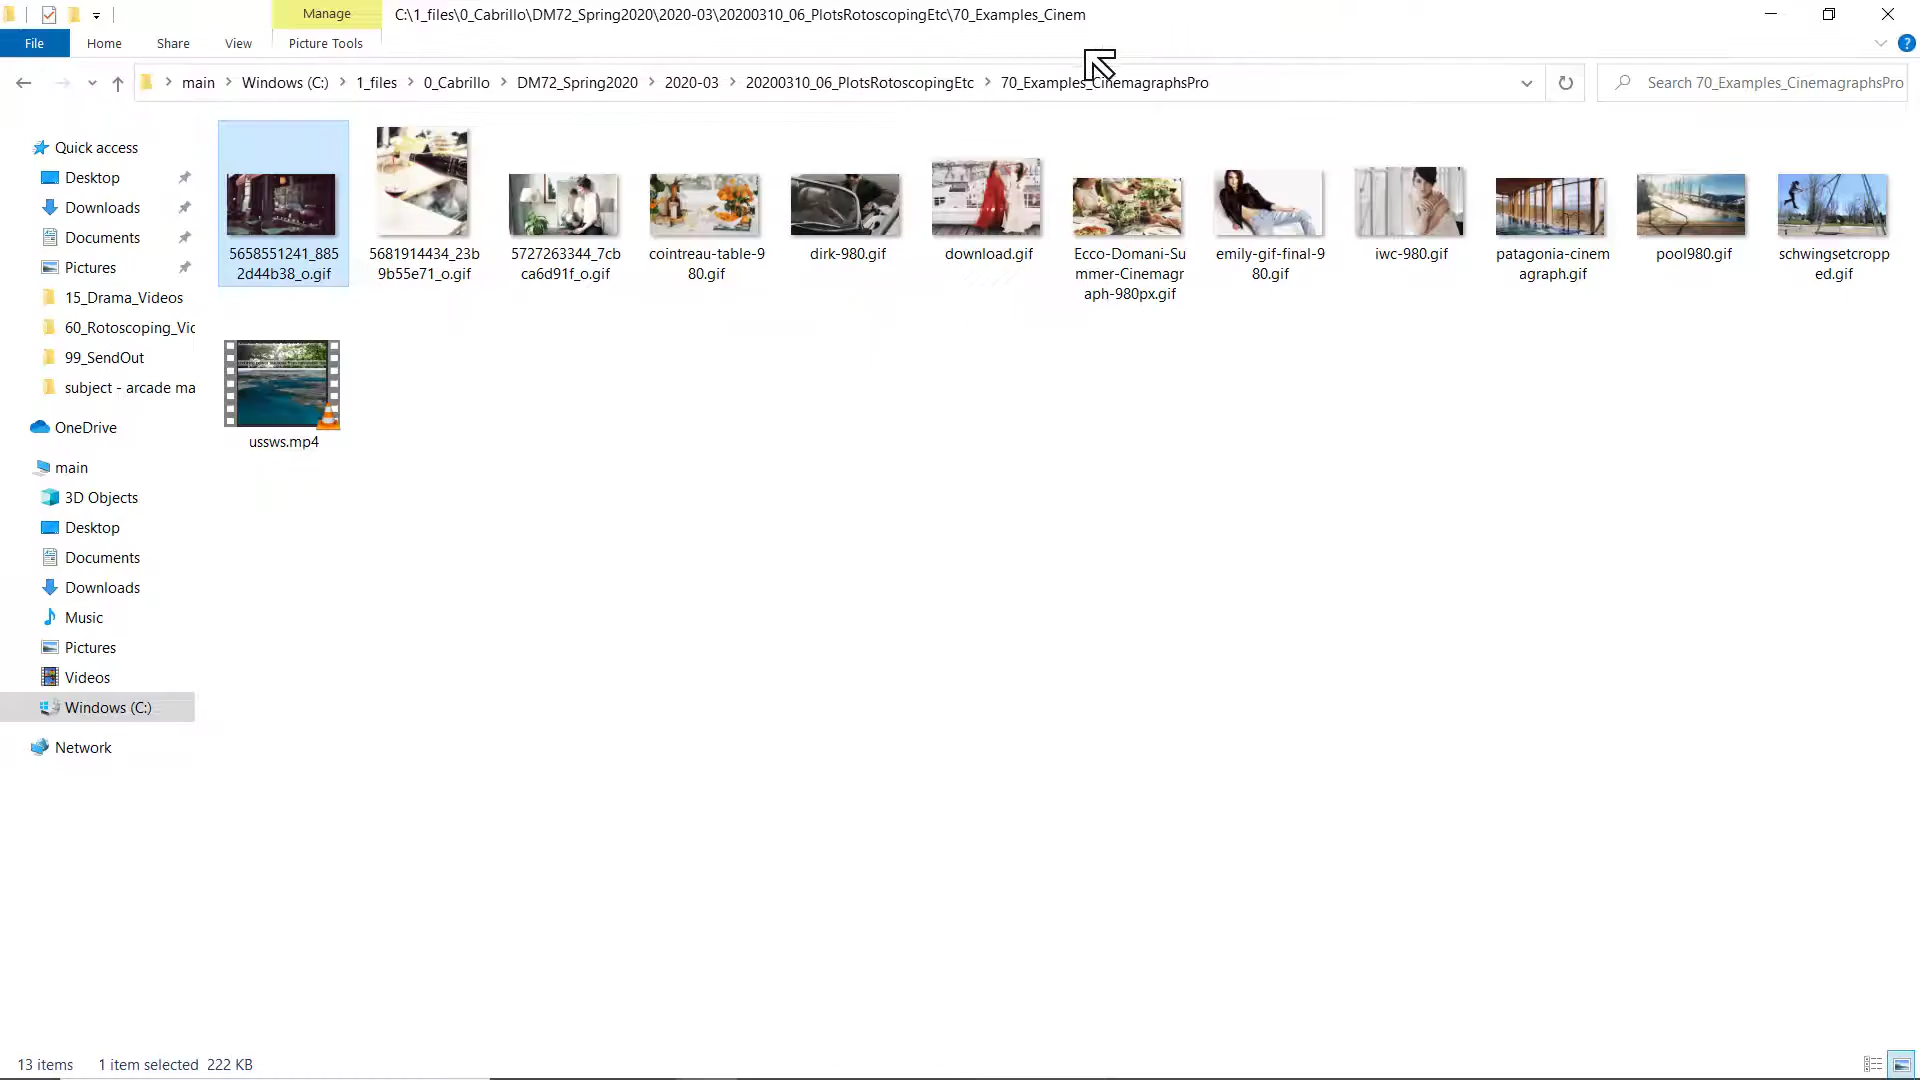 Manage
C:\1_files\0_Cabrillo\DM72_Spring2020\2020-03\20200310_06_PlotsRotoscopingEtc\70_Examples_Cinem
File Home Share View Picture Tools
main Windows (C:) 1_files 0_Cabrillo DM72_Spring2020 2020-03 20200310_06_PlotsRotoscopingEtc 70_Examples_CinemagraphsPro
Search 70_Examples_CinemagraphsPro
Quick access
Desktop
Downloads
Documents
Pictures
15_Drama_Videos
60_Rotoscoping_Vic
99_SendOut
subject - arcade ma
OneDrive
main
3D Objects
Desktop
Documents
Downloads
Music
Pictures
Videos
Windows (C:)
Network
5658551241_885
2d44b38_o.gif
5681914434_23b
9b55e71_o.gif
5727263344_7cb
ca6d91f_o.gif
cointreau-table-9
80.gif
dirk-980.gif
download.gif
Ecco-Domani-Su
mmer-Cinemagr
aph-980px.gif
emily-gif-final-9
80.gif
iwc-980.gif
patagonia-cinem
agraph.gif
pool980.gif
schwingsetcropp
ed.gif
ussws.mp4
13 items 1 item selected 222 KB